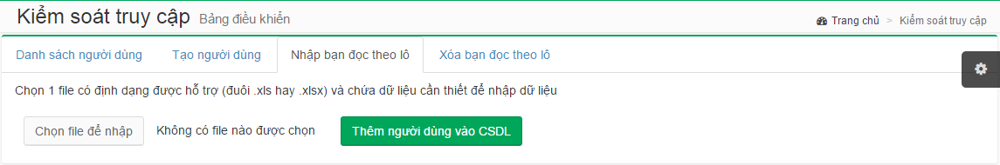 Kiểm soát truy cập Bảng điều khiển
Trang chủ > Kiểm soát truy cập
Danh sách người dùng Tạo người dùng Nhập bạn đọc theo lô Xóa bạn đọc theo lô
Chọn 1 file có định dạng được hỗ trợ (đuôi .xls hay .xlsx) và chứa dữ liệu cần thiết để nhập dữ liệu
Chọn file để nhập Không có file nào được chọn Thêm người dùng vào CSDL